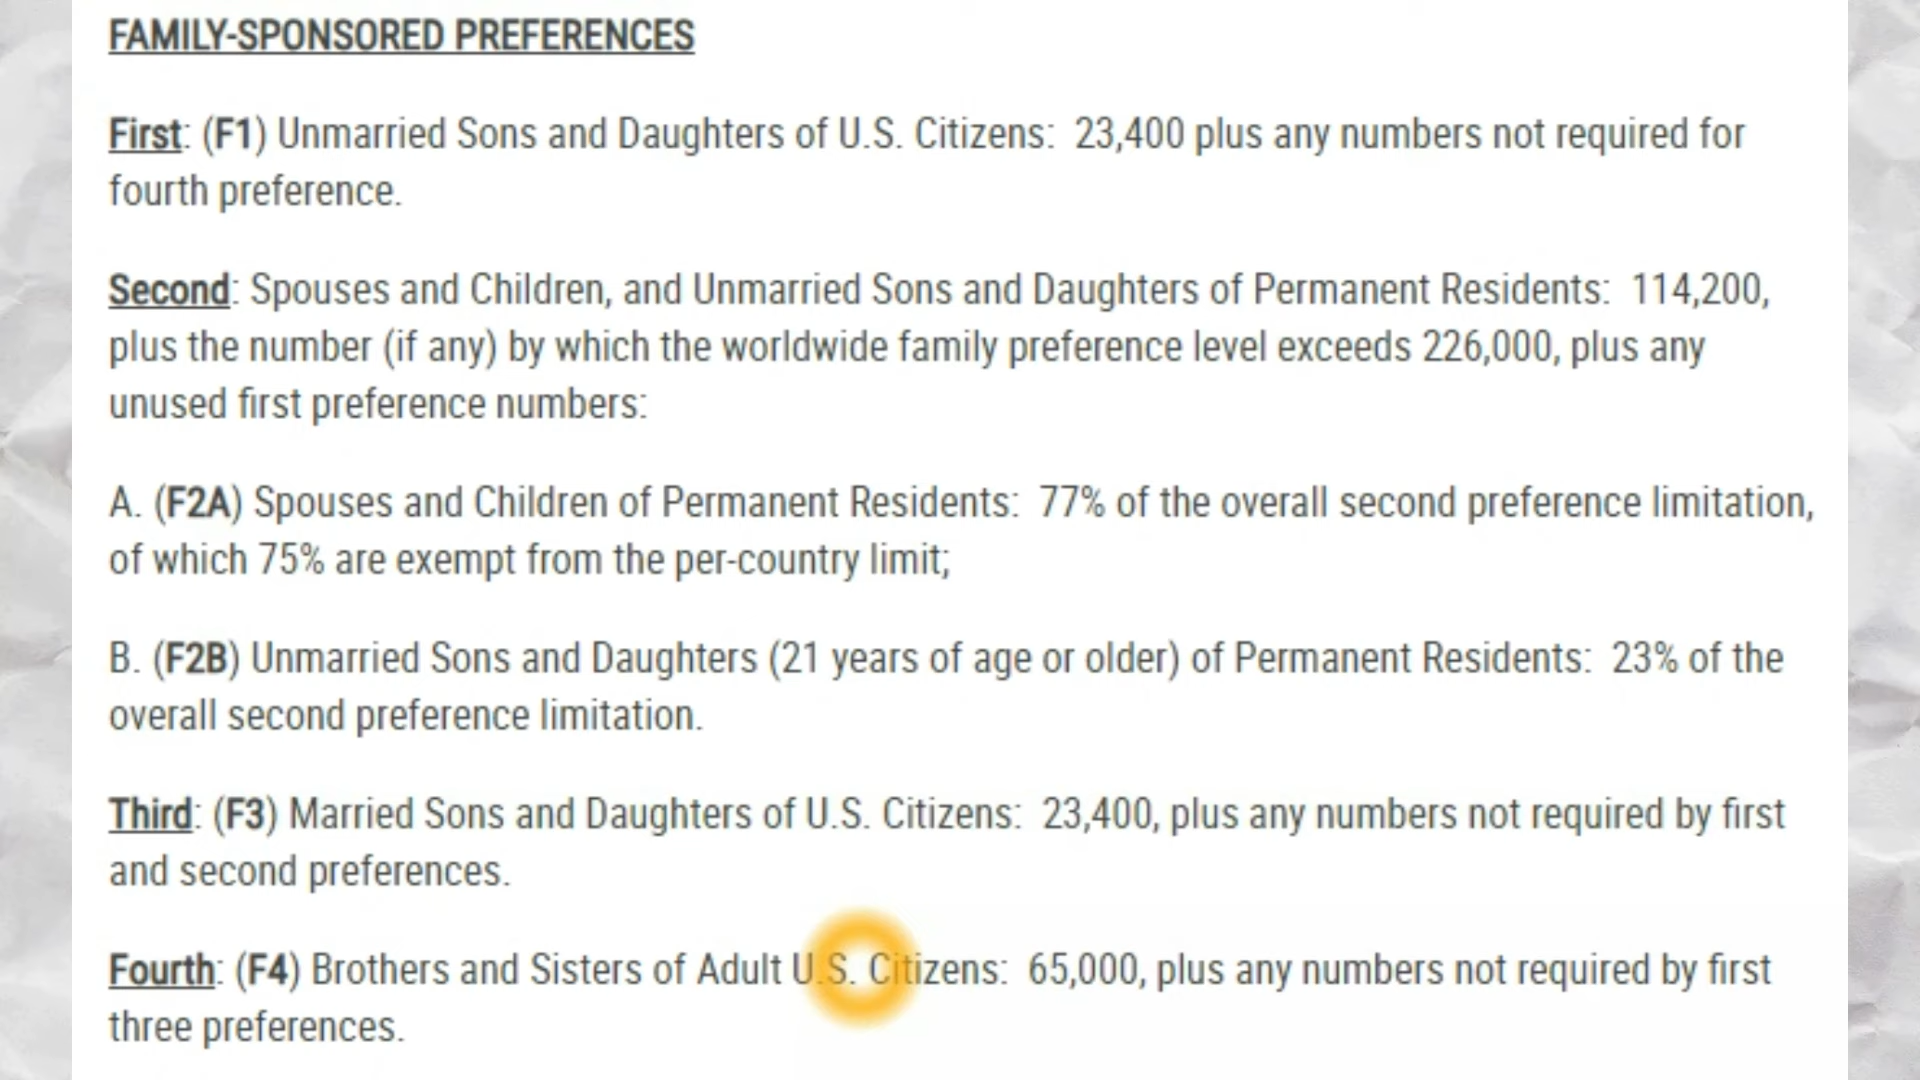 FAMILY-SPONSORED PREFERENCES
First: (F1) Unmarried Sons and Daughters of U.S. Citizens: 23,400 plus any numbers not required for
fourth preference.
Second: Spouses and Children, and Unmarried Sons and Daughters of Permanent Residents: 114,200,
plus the number (if any) by which the worldwide family preference level exceeds 226,000, plus any
unused first preference numbers:
A. (F2A) Spouses and Children of Permanent Residents: 77% of the overall second preference limitation,
of which 75% are exempt from the per-country limit;
B. (F2B) Unmarried Sons and Daughters (21 years of age or older) of Permanent Residents: 23% of the
overall second preference limitation.
Third: (F3) Married Sons and Daughters of U.S. Citizens: 23,400, plus any numbers not required by first
and second preferences.
Fourth: (F4) Brothers and Sisters of Adult U.S. Citizens: 65,000, plus any numbers not required by first
three preferences.